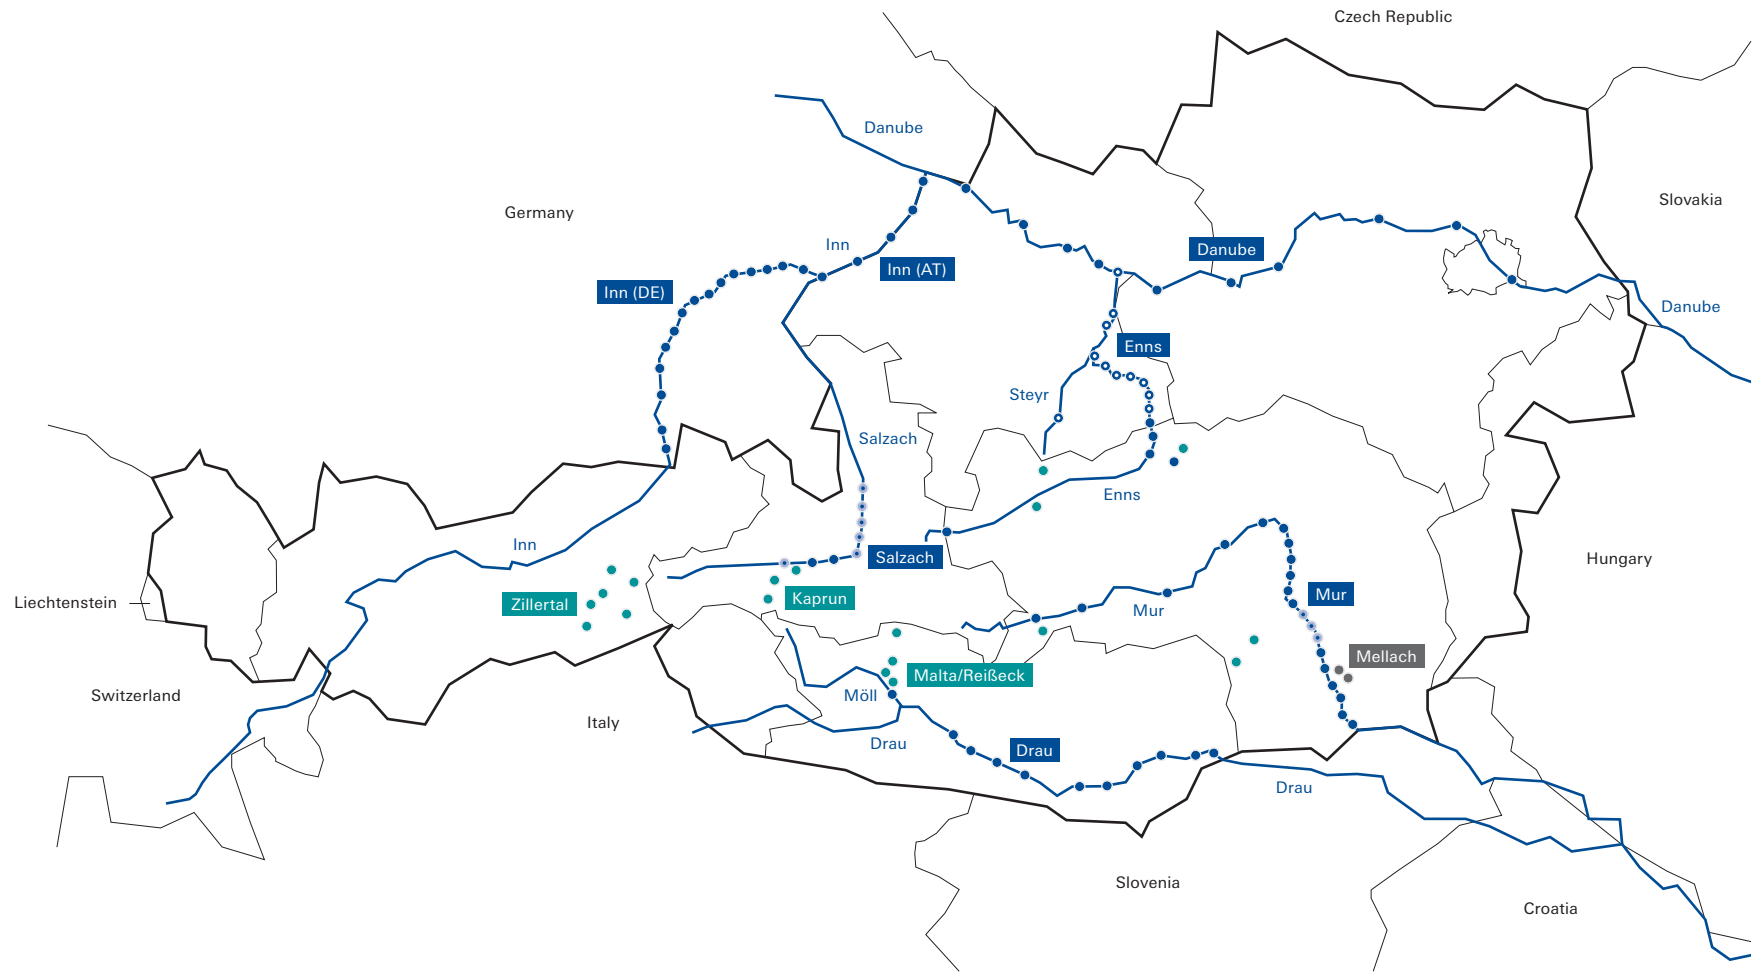 Czech Republic
Danube
Slovakia
Germany
Inn
Danube
Inn (AT)
Inn (DE)
Danube
Enns
Steyr
Salzach
Enns
Inn
Salzach
Hungary
Liechtenstein
Zillertal
Kaprun
Mur
Mur
Mellach
Malta/Reißeck
Switzerland
Möll
Italy
Drau
Drau
Drau
Slovenia
Croatia